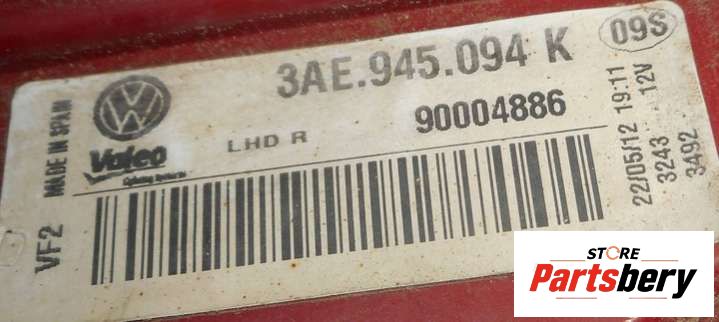 3AE.945.094 K
09S
90004886
LHD R
VW
Valeo
MADE IN SPAIN
VF2
22/05/12 19:11
3243 12V
3492
STORE
Partsbery